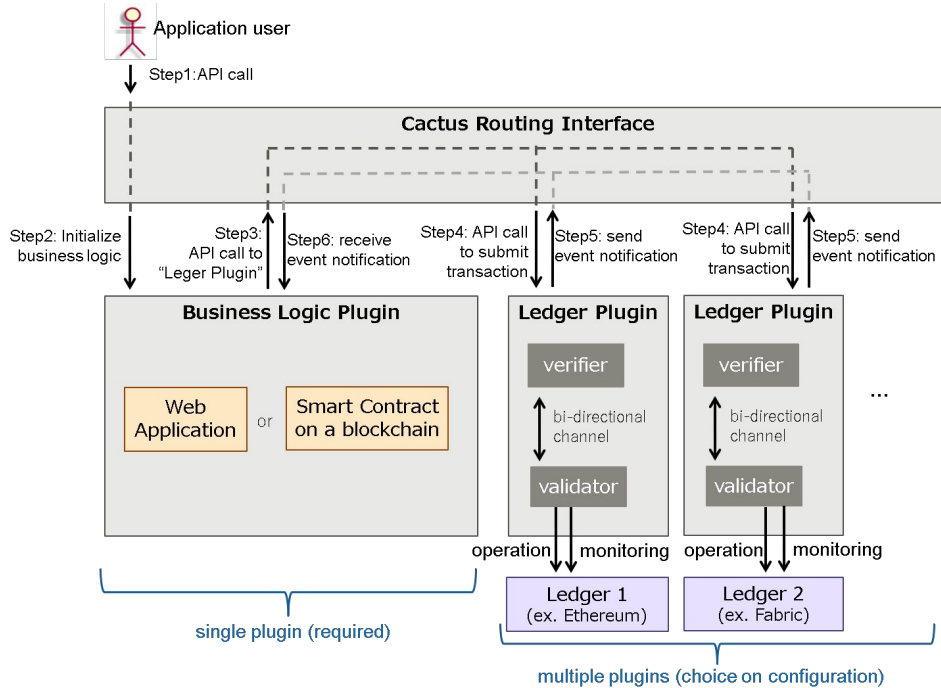 Application user
Step1:API call
Cactus Routing Interface
Step2: Initialize
business logic
Step3:
API call to
“Leger Plugin”
Step6: receive
event notification
Step4: API call
to submit
transaction
Step5: send
event notification
Step4: API call
to submit
transaction
Step5: send
event notification
Business Logic Plugin
Web
Application
or
Smart Contract
on a blockchain
Ledger Plugin
verifier
bi-directional
channel
validator
Ledger Plugin
verifier
bi-directional
channel
validator
...
operation
monitoring
operation
monitoring
Ledger 1
(ex. Ethereum)
Ledger 2
(ex. Fabric)
single plugin (required)
multiple plugins (choice on configuration)